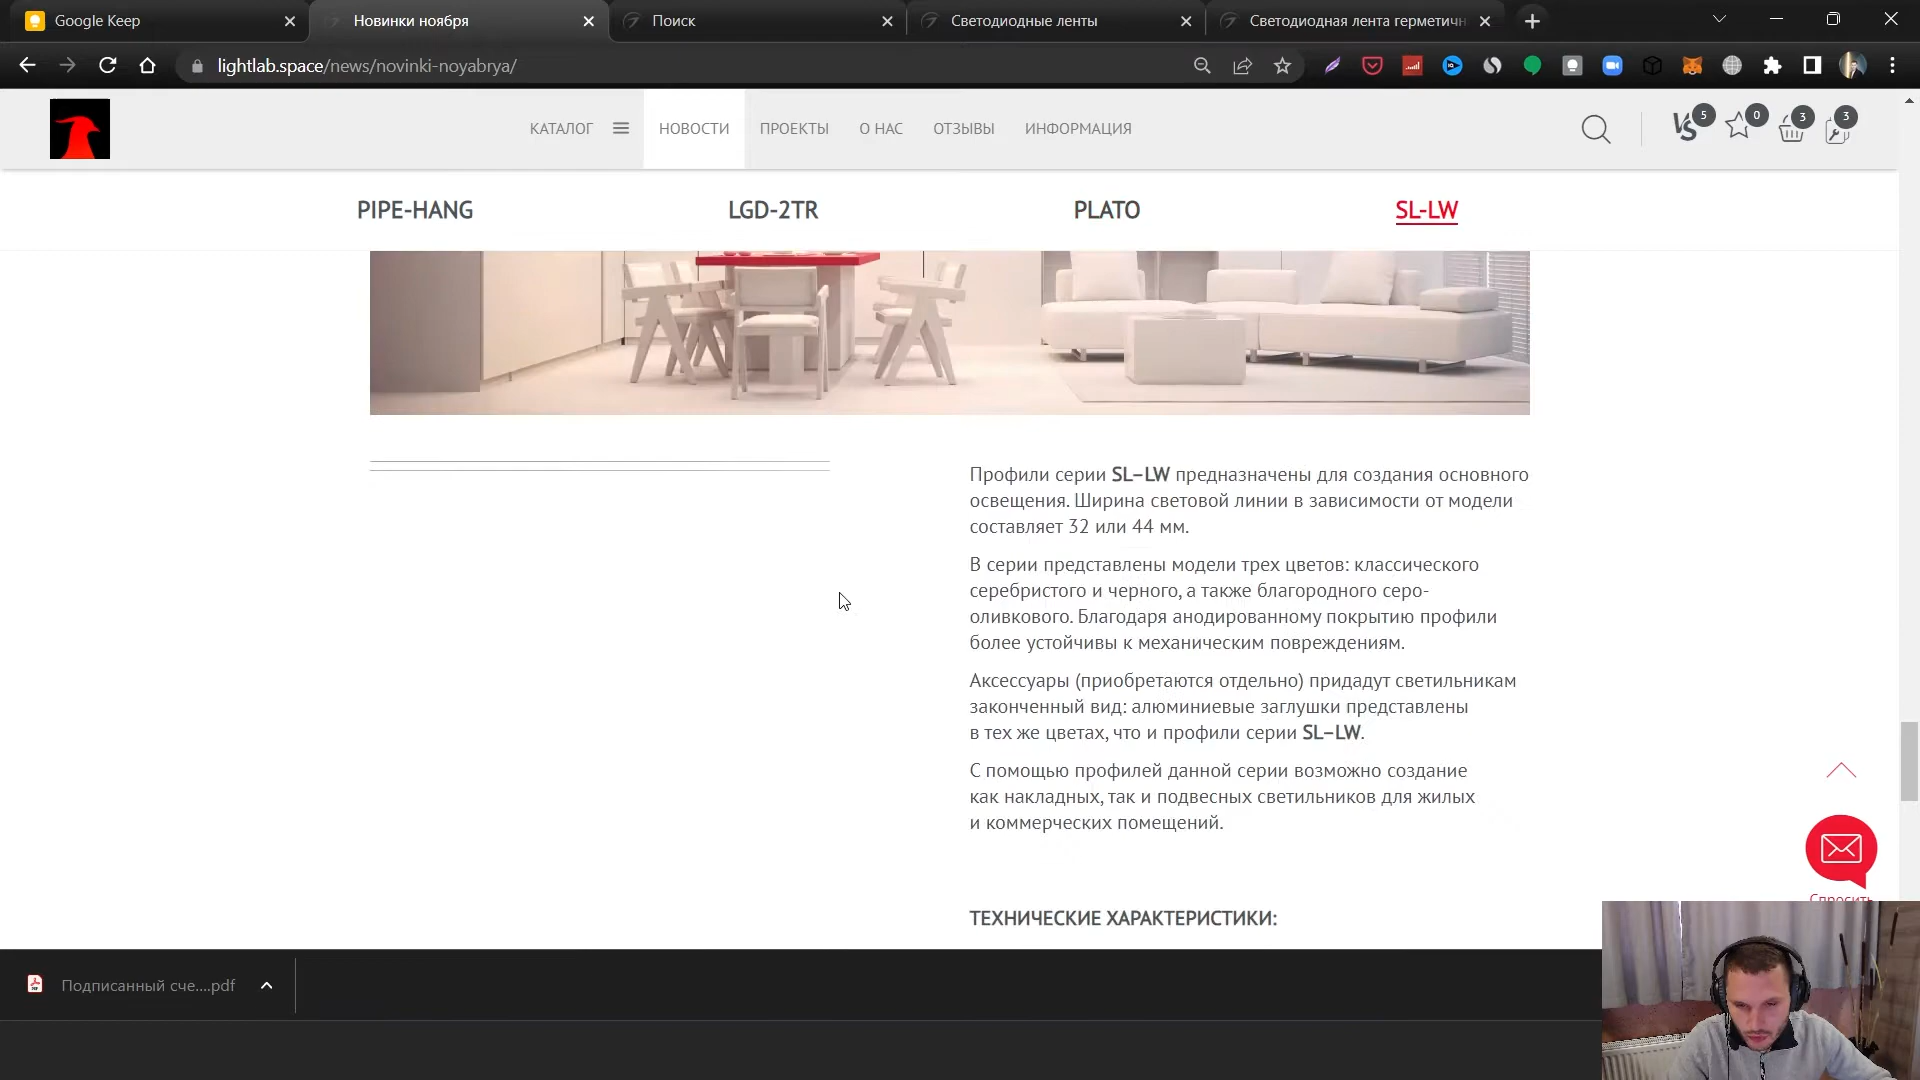 Google Keep
Новинки ноября
Поиск
Светодиодные ленты
Светодиодная лента герметичн
lightlab.space/news/novinki-noyabrya/
КАТАЛОГ
НОВОСТИ
ПРОЕКТЫ
О НАС
ОТЗЫВЫ
ИНФОРМАЦИЯ
VS
5
0
3
3
PIPE-HANG
LGD-2TR
PLATO
SL-LW
Профили серии SL–LW предназначены для создания основного
освещения. Ширина световой линии в зависимости от модели
составляет 32 или 44 мм.
В серии представлены модели трех цветов: классического
серебристого и черного, а также благородного серо-
оливкового. Благодаря анодированному покрытию профили
более устойчивы к механическим повреждениям.
Аксессуары (приобретаются отдельно) придадут светильникам
законченный вид: алюминиевые заглушки представлены
в тех же цветах, что и профили серии SL–LW.
С помощью профилей данной серии возможно создание
как накладных, так и подвесных светильников для жилых
и коммерческих помещений.
Спросить
ТЕХНИЧЕСКИЕ ХАРАКТЕРИСТИКИ:
Подписанный сче....pdf